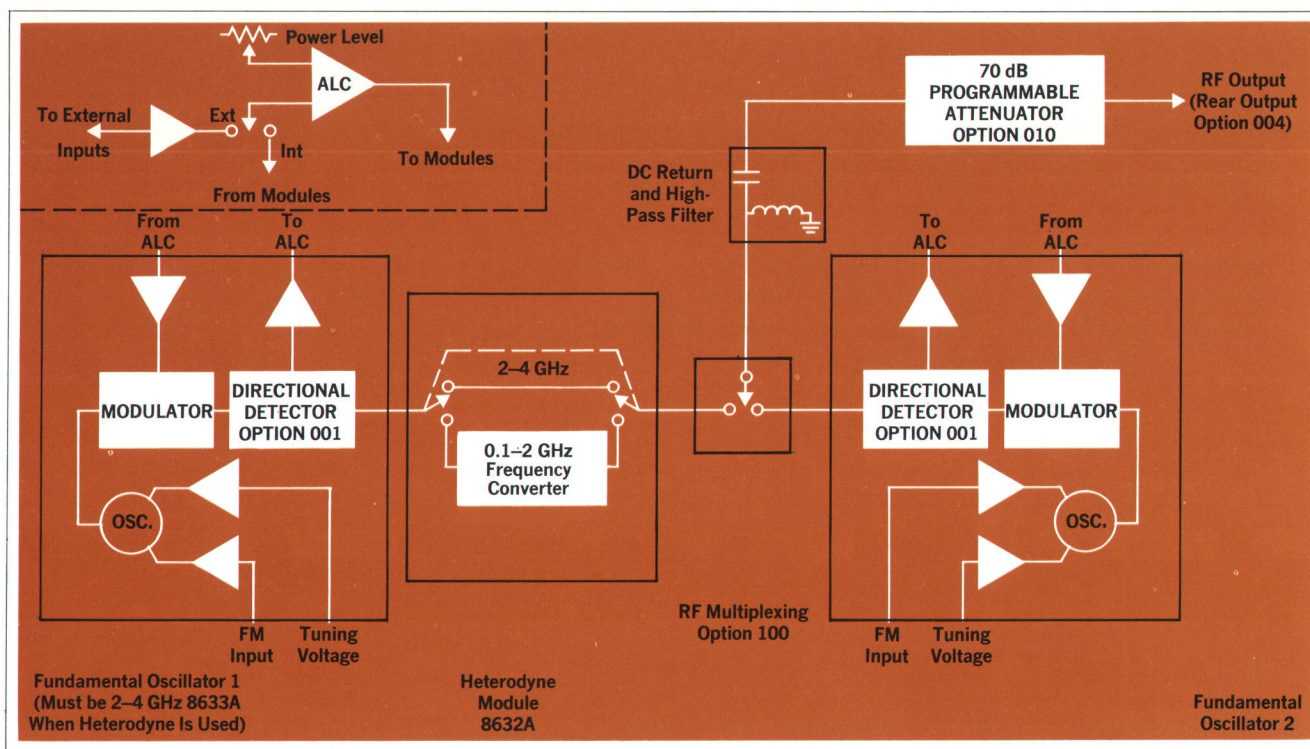 Power Level
ALC
To External
Inputs
Ext
Int
To Modules
From Modules
70 dB
PROGRAMMABLE
ATTENUATOR
OPTION 010
RF Output
(Rear Output
Option 004)
DC Return
and High-
Pass Filter
From
ALC
To
ALC
MODULATOR
DIRECTIONAL
DETECTOR
OPTION 001
OSC.
FM
Input
Tuning
Voltage
2–4 GHz
0.1–2 GHz
Frequency
Converter
RF Multiplexing
Option 100
To
ALC
From
ALC
DIRECTIONAL
DETECTOR
OPTION 001
MODULATOR
OSC.
FM
Input
Tuning
Voltage
Fundamental Oscillator 1
(Must be 2–4 GHz 8633A
When Heterodyne Is Used)
Heterodyne
Module
8632A
Fundamental
Oscillator 2